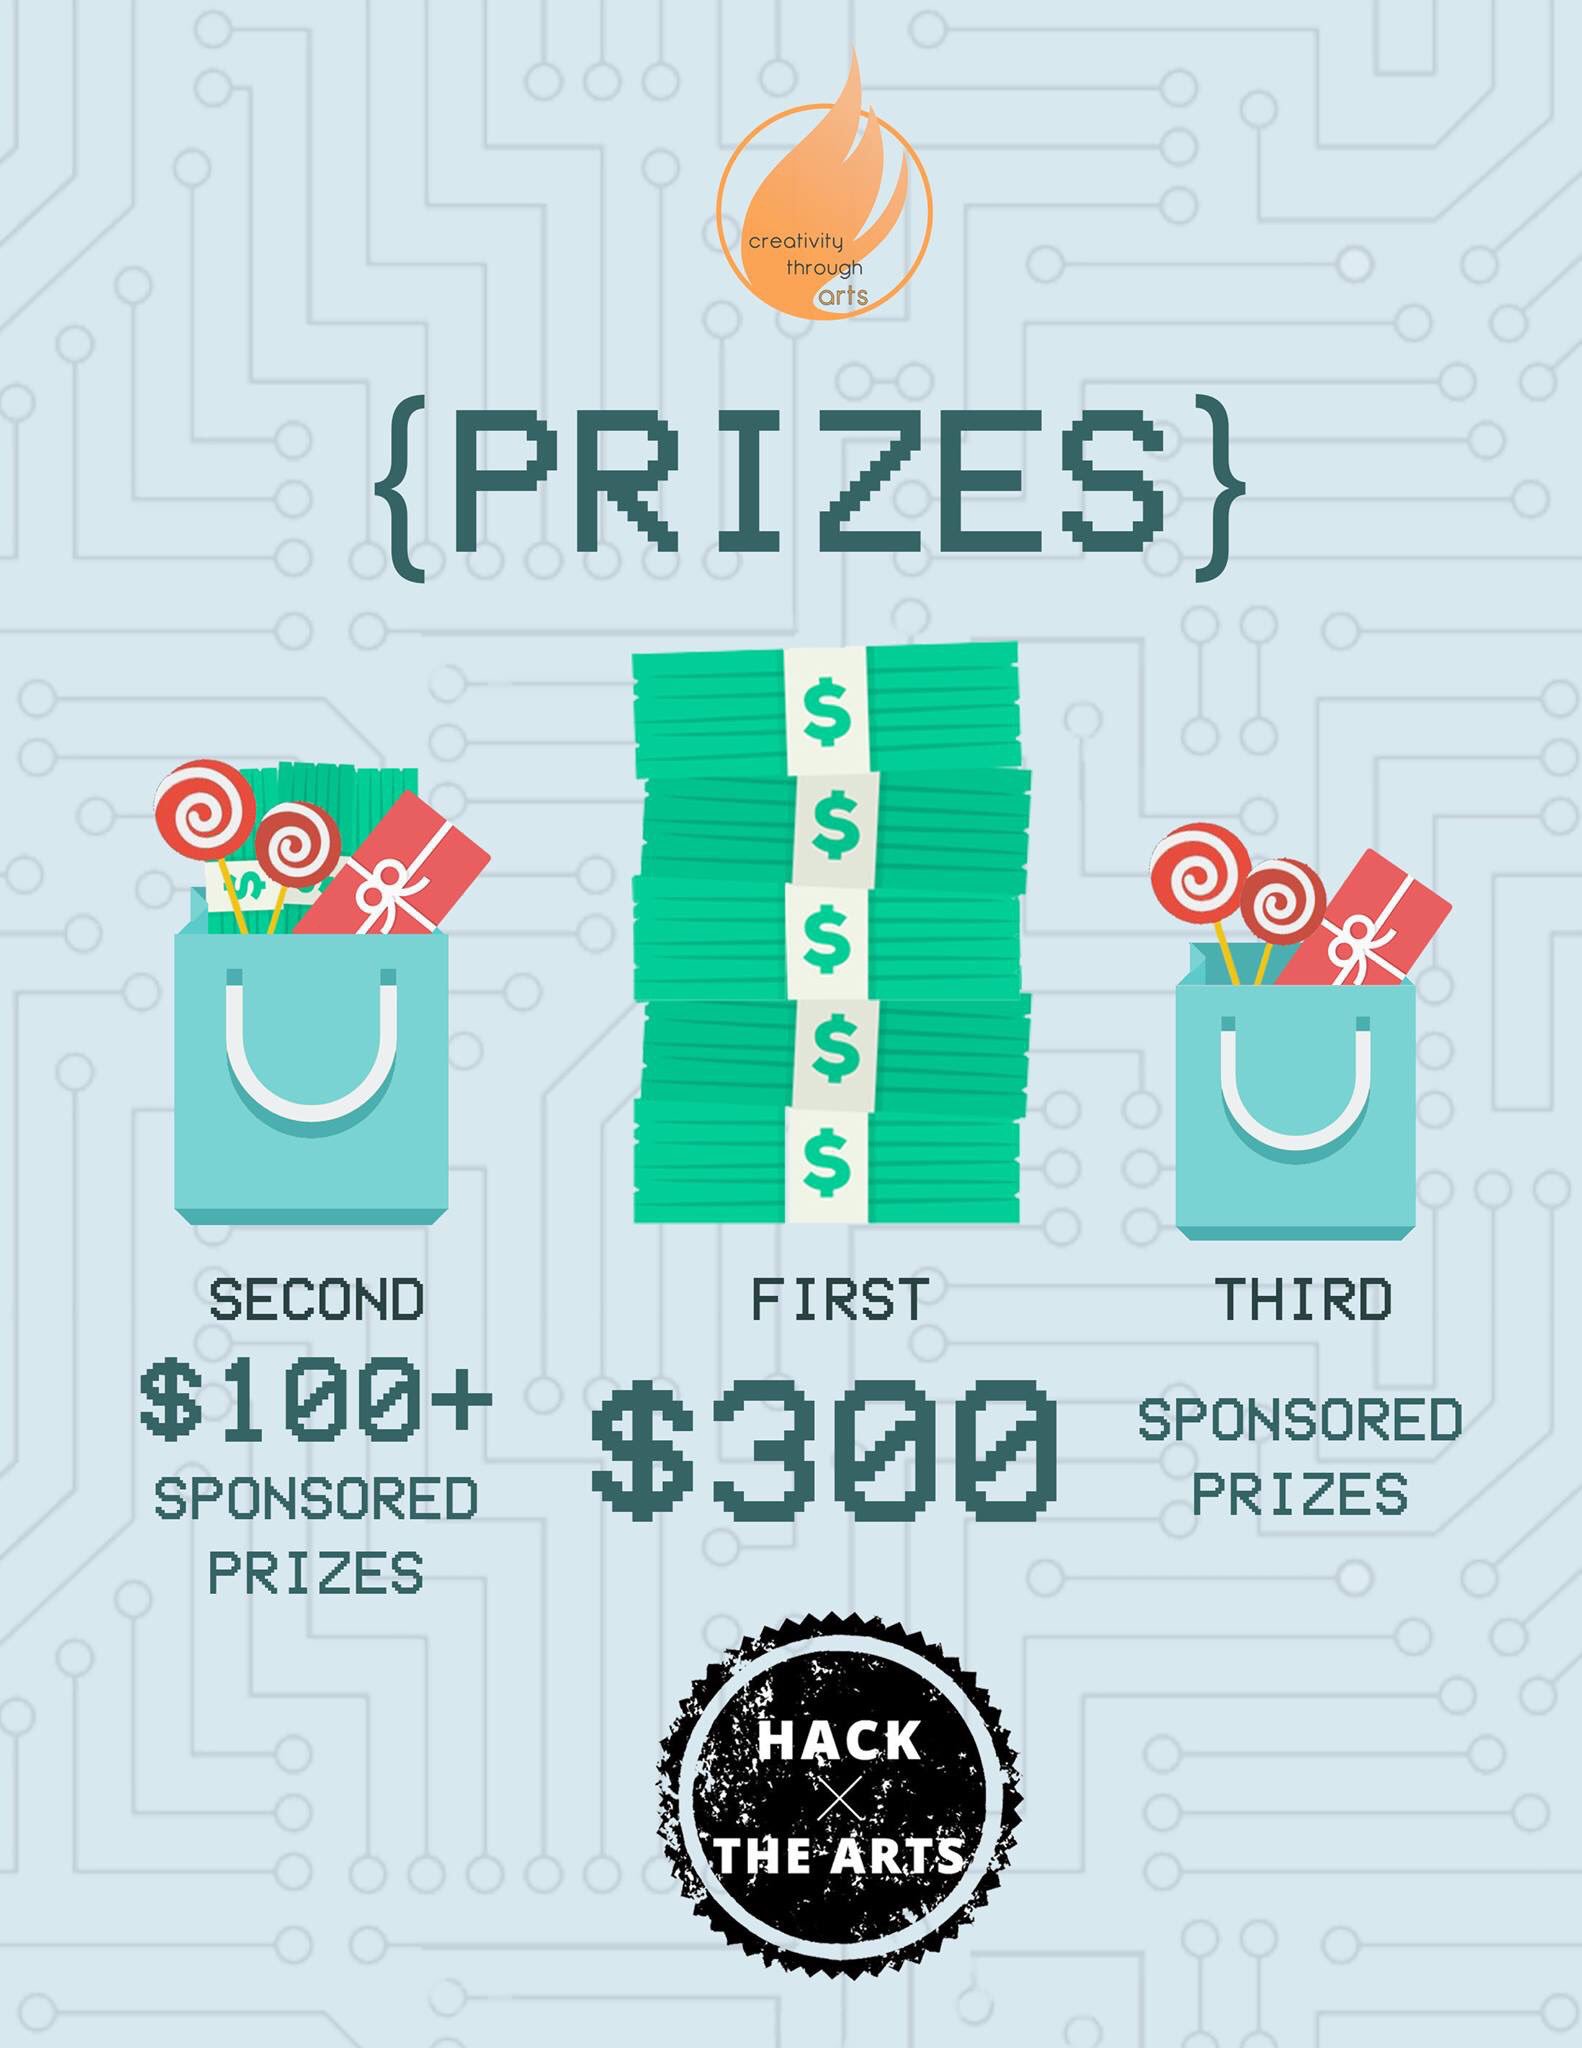 creativity
through
arts
{PRIZES}
$
$
$
$
$
$
SECOND
$100+
SPONSORED
PRIZES
FIRST
$300
THIRD
SPONSORED
PRIZES
HACK
THE ARTS